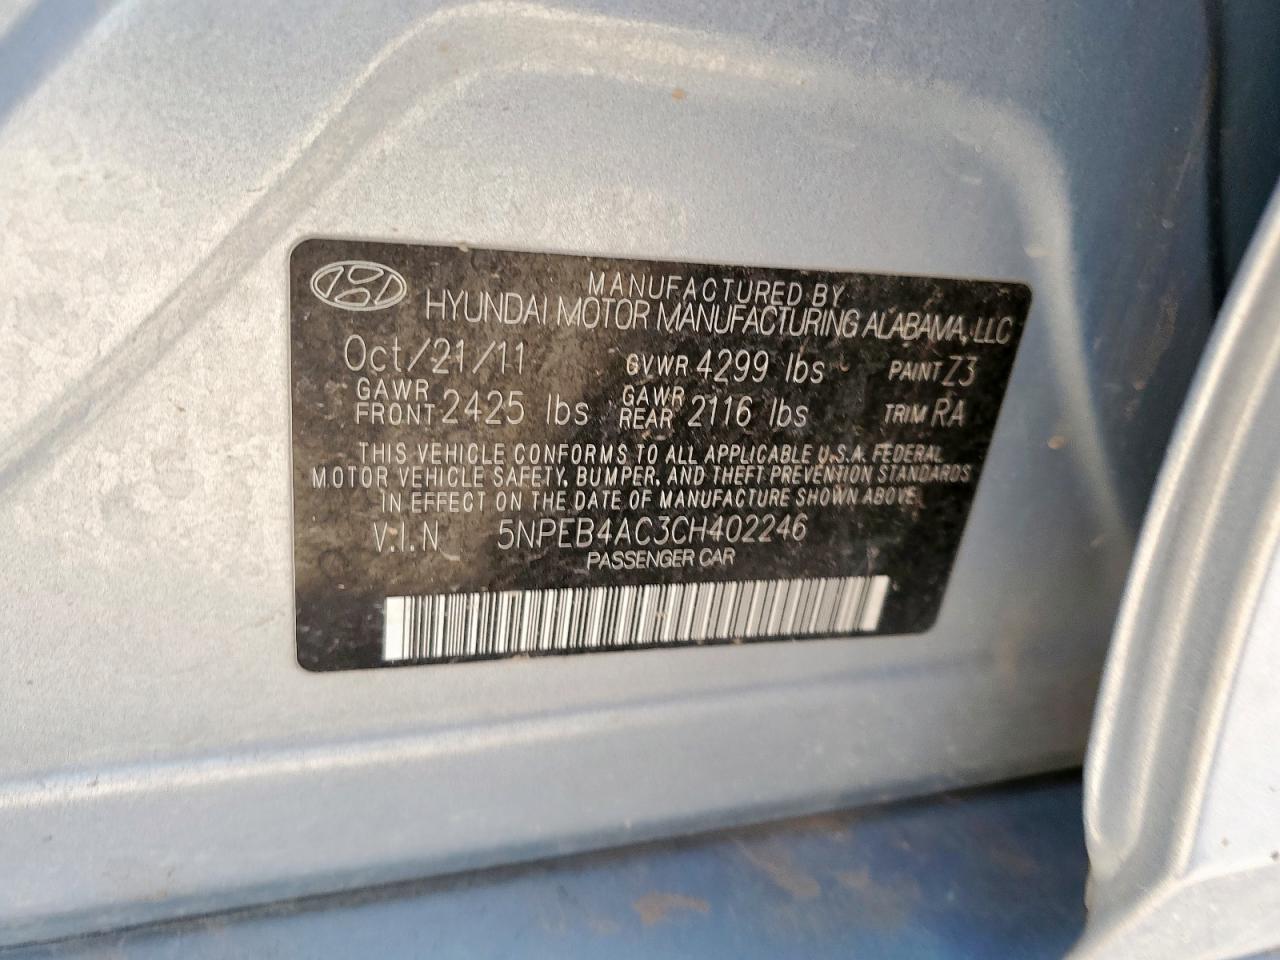 MANUFACTURED BY
HYUNDAI MOTOR MANUFACTURING ALABAMA, LLC
Oct/21/11 GVWR 4299 lbs PAINT Z3
GAWR FRONT 2425 lbs GAWR REAR 2116 lbs TRIM RA
THIS VEHICLE CONFORMS TO ALL APPLICABLE U.S.A. FEDERAL
MOTOR VEHICLE SAFETY, BUMPER, AND THEFT PREVENTION STANDARDS
IN EFFECT ON THE DATE OF MANUFACTURE SHOWN ABOVE.
V.I.N 5NPEB4AC3CH402246
PASSENGER CAR